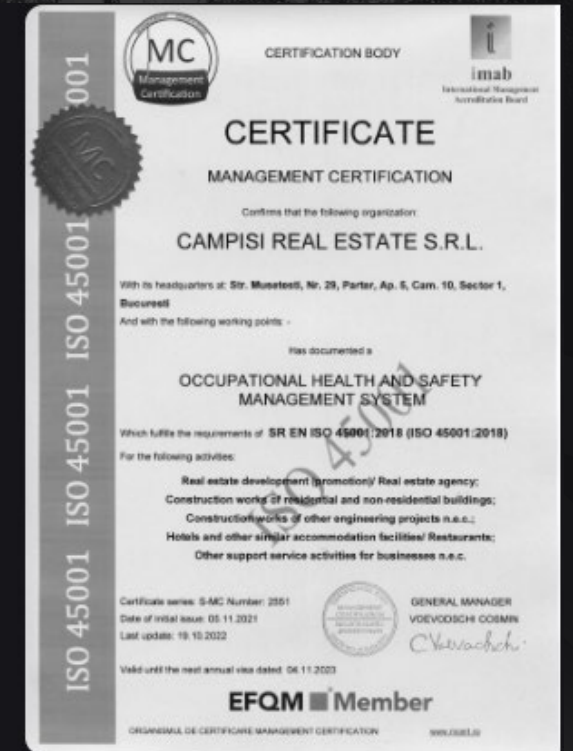 MC
Management
Certification
CERTIFICATION BODY
imab
International Management
Accreditation Board
CERTIFICATE
MANAGEMENT CERTIFICATION
Confirms that the following organization:
CAMPISI REAL ESTATE S.R.L.
With its headquarters at: Str. Musetesti, Nr. 29, Parter, Ap. 5, Cam. 10, Sector 1,
Bucuresti
And with the following working points: -
Has documented a
OCCUPATIONAL HEALTH AND SAFETY
MANAGEMENT SYSTEM
Which fulfills the requirements of SR EN ISO 45001:2018 (ISO 45001:2018)
For the following activities:
Real estate development (promotion)/ Real estate agency;
Construction works of residential and non-residential buildings;
Construction works of other engineering projects n.e.c.;
Hotels and other similar accommodation facilities/ Restaurants;
Other support service activities for businesses n.e.c.
ISO 45001
Certificate series: S-MC Number: 2551
Date of initial issue: 05.11.2021
Last update: 19.10.2022
GENERAL MANAGER
VOEVODSCHI COSMIN
Valid until the next annual visa dated: 04.11.2023
EFQM Member
ORGANISMUL DE CERTIFICARE MANAGEMENT CERTIFICATION
ISO 45001 ISO 45001 ISO 45001 001
MC